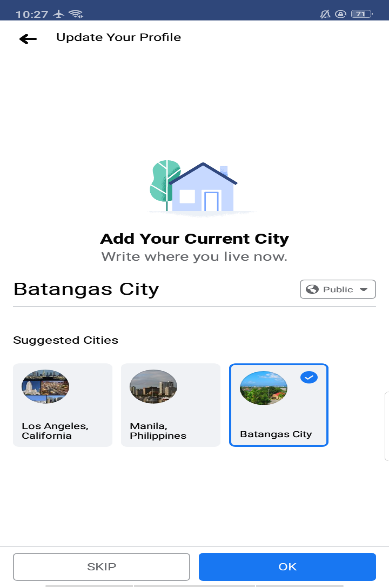 10:27
71
Update Your Profile
Add Your Current City
Write where you live now.
Batangas City
Public
Suggested Cities
Los Angeles,
California
Manila,
Philippines
Batangas City
SKIP
OK